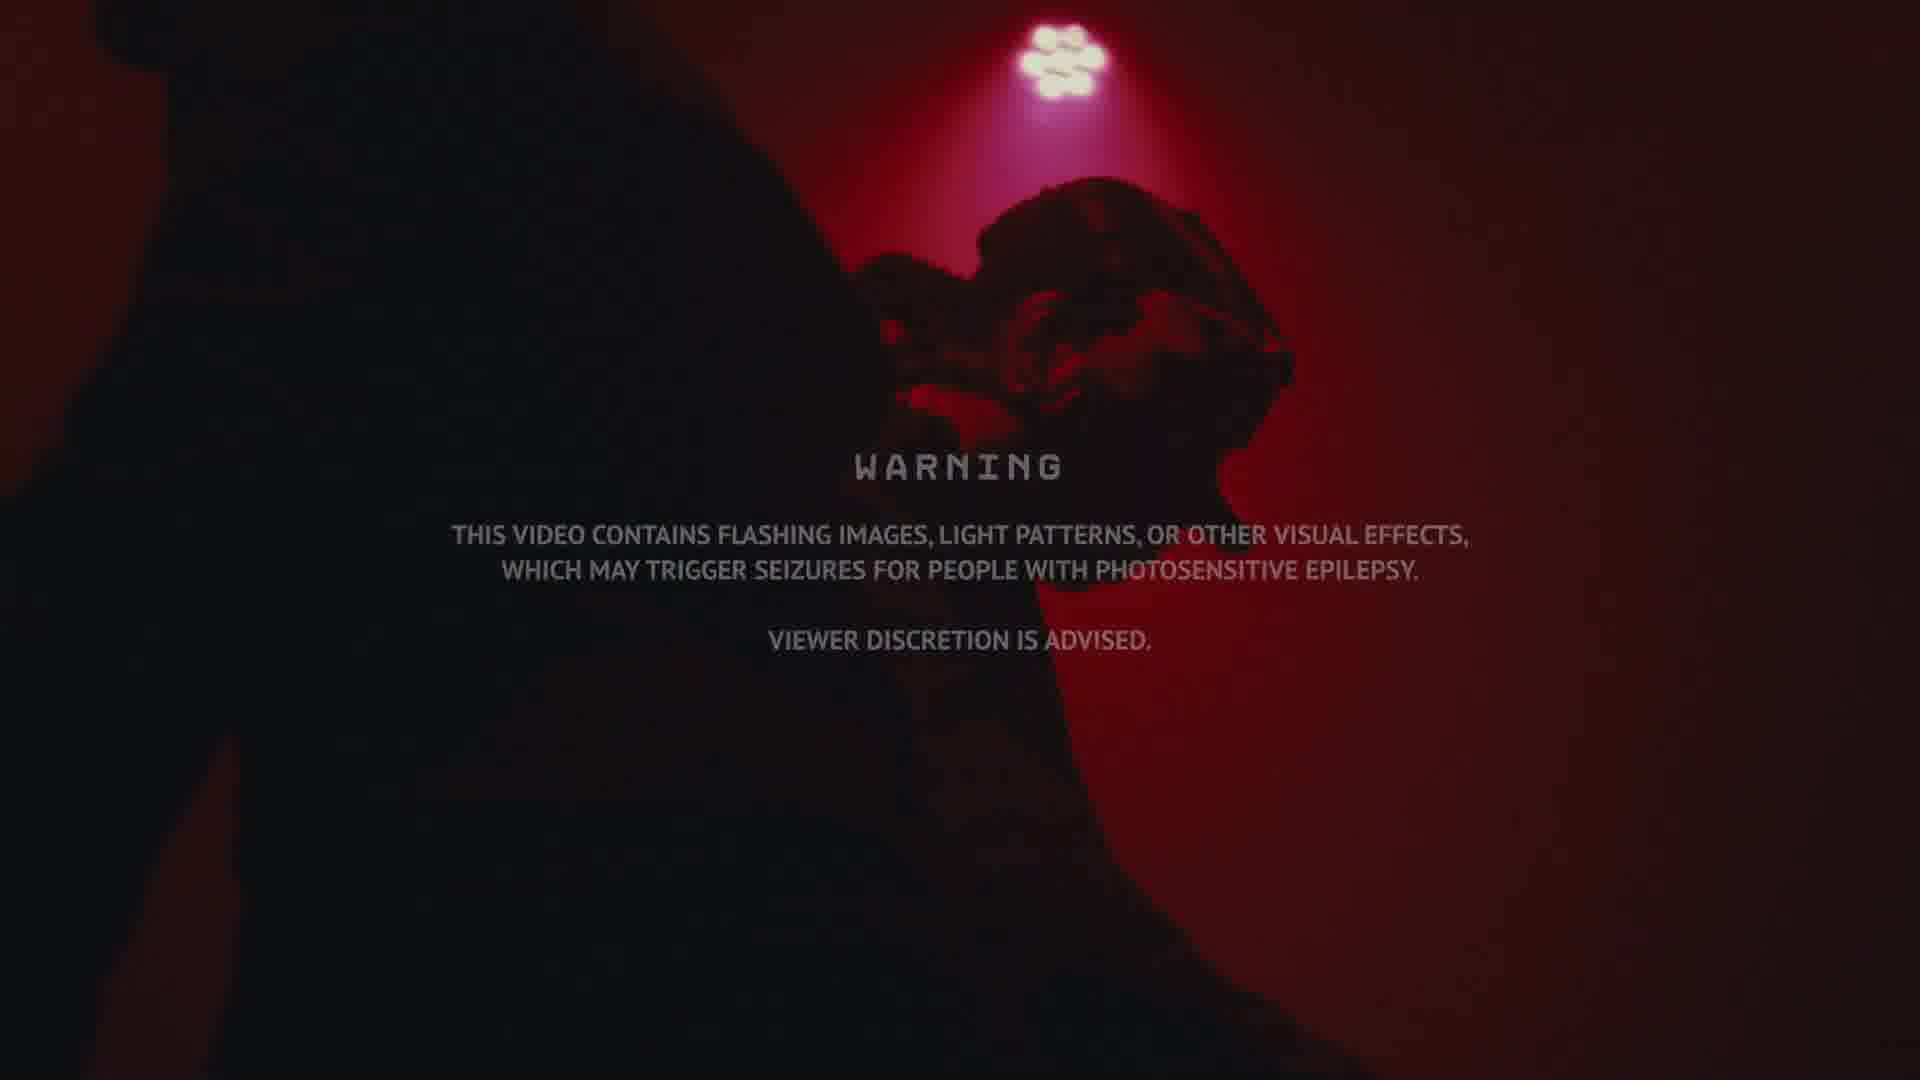 WARNING
THIS VIDEO CONTAINS FLASHING IMAGES, LIGHT PATTERNS, OR OTHER VISUAL EFFECTS,
WHICH MAY TRIGGER SEIZURES FOR PEOPLE WITH PHOTOSENSITIVE EPILEPSY.
VIEWER DISCRETION IS ADVISED.